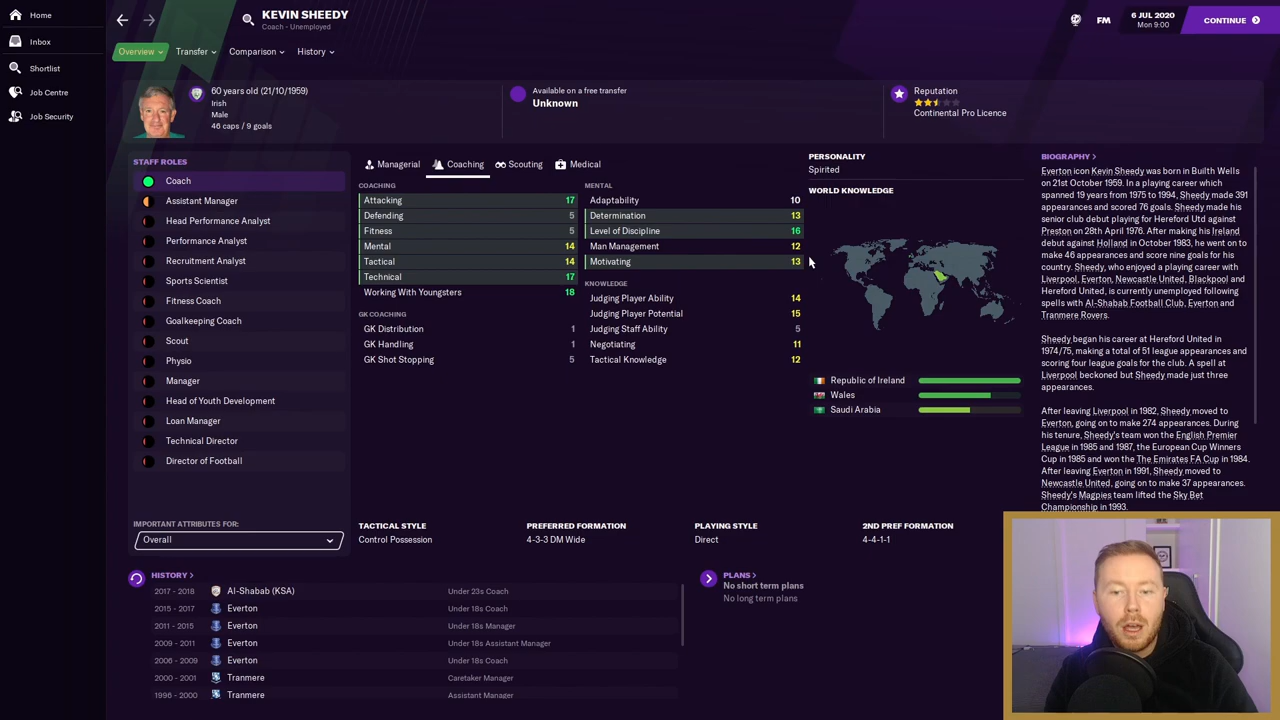 Home
Inbox
Shortlist
Job Centre
Job Security
KEVIN SHEEDY
Coach - Unemployed
FM
6 JUL 2020
Mon 9:00
CONTINUE
Overview
Transfer
Comparison
History
60 years old (21/10/1959)
Irish
Male
46 caps / 9 goals
Available on a free transfer
Unknown
Reputation
Continental Pro Licence
STAFF ROLES
Coach
Assistant Manager
Head Performance Analyst
Performance Analyst
Recruitment Analyst
Sports Scientist
Fitness Coach
Goalkeeping Coach
Scout
Physio
Manager
Head of Youth Development
Loan Manager
Technical Director
Director of Football
IMPORTANT ATTRIBUTES FOR:
Overall
Managerial
Coaching
Scouting
Medical
COACHING
Attacking 17
Defending 5
Fitness 5
Mental 14
Tactical 14
Technical 17
Working With Youngsters 18
GK COACHING
GK Distribution 1
GK Handling 1
GK Shot Stopping 5
MENTAL
Adaptability 10
Determination 13
Level of Discipline 16
Man Management 12
Motivating 13
KNOWLEDGE
Judging Player Ability 14
Judging Player Potential 15
Judging Staff Ability 5
Negotiating 11
Tactical Knowledge 12
PERSONALITY
Spirited
WORLD KNOWLEDGE
Republic of Ireland
Wales
Saudi Arabia
BIOGRAPHY >
Everton icon Kevin Sheedy was born in Builth Wells
on 21st October 1959. In a playing career which
spanned 19 years from 1975 to 1994, Sheedy made 391
appearances and scored 76 goals. Sheedy made his
senior club debut playing for Hereford Utd against
Preston on 28th April 1976. After making his Ireland
debut against Holland in October 1983, he went on to
make 46 appearances and score nine goals for his
country. Sheedy, who enjoyed a playing career with
Liverpool, Everton, Newcastle United, Blackpool and
Hereford United, is currently unemployed following
spells with Al-Shabab Football Club, Everton and
Tranmere Rovers.
Sheedy began his career at Hereford United in
1974/75, making a total of 51 league appearances and
scoring four league goals for the club. A spell at
Liverpool beckoned but Sheedy made just three
appearances.
After leaving Liverpool in 1982, Sheedy moved to
Everton, going on to make 274 appearances. During
his tenure, Sheedy's team won the English Premier
League in 1985 and 1987, the European Cup Winners
Cup in 1985 and won the The Emirates FA Cup in 1984.
After leaving Everton in 1991, Sheedy moved to
Newcastle United, going on to make 37 appearances.
Sheedy's Magpies team lifted the Sky Bet
Championship in 1993.
TACTICAL STYLE
Control Possession
PREFERRED FORMATION
4-3-3 DM Wide
PLAYING STYLE
Direct
2ND PREF FORMATION
4-4-1-1
HISTORY >
2017 - 2018 Al-Shabab (KSA) Under 23s Coach
2015 - 2017 Everton Under 18s Coach
2011 - 2015 Everton Under 18s Manager
2009 - 2011 Everton Under 18s Assistant Manager
2006 - 2009 Everton Under 18s Coach
2000 - 2001 Tranmere Caretaker Manager
1996 - 2000 Tranmere Assistant Manager
PLANS >
No short term plans
No long term plans